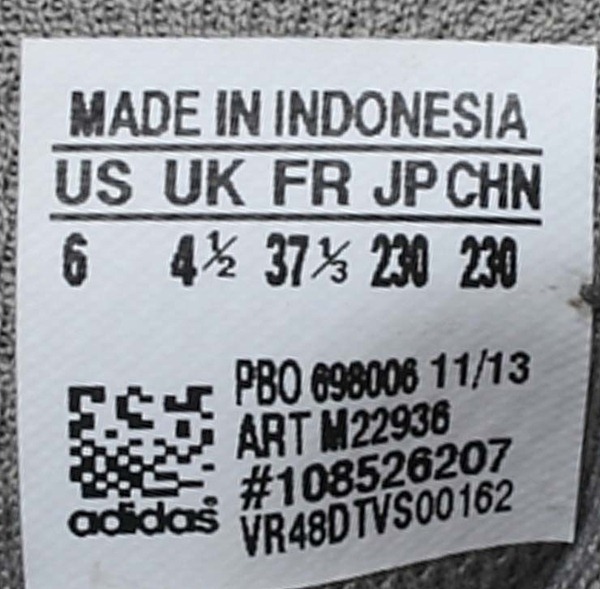 MADE IN INDONESIA
US UK FR JP CHN
6 4½ 37⅓ 230 230
PBO 698006 11/13
ART M22936
#108526207
adidas® VR48DTVS00162